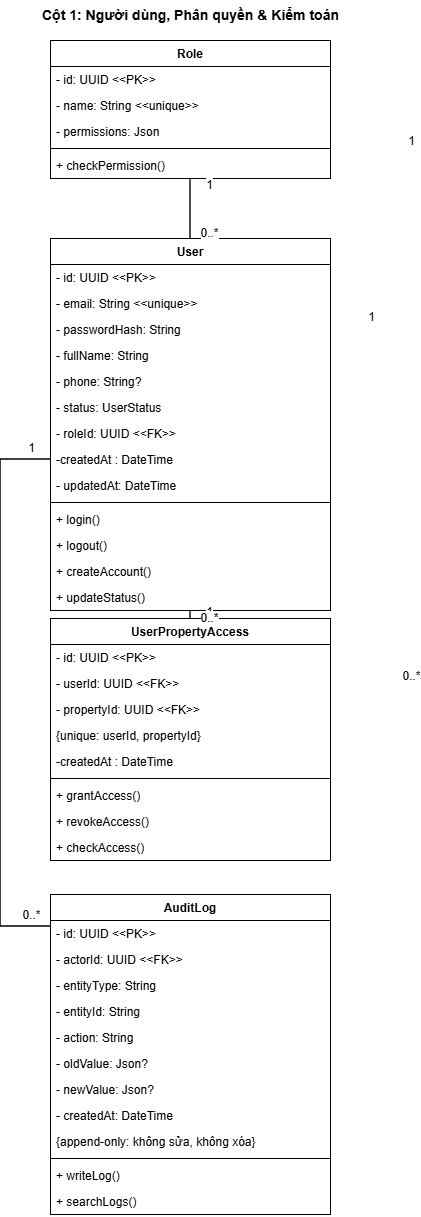 Cột 1: Người dùng, Phân quyền & Kiểm toán
Role
- id: UUID <<PK>>
- name: String <<unique>>
- permissions: Json
1
+ checkPermission()
1
0..*
User
- id: UUID <<PK>>
- email: String <<unique>>
1
- passwordHash: String
- fullName: String
- phone: String?
- status: UserStatus
- roleId: UUID <<FK>>
1
-createdAt : DateTime
- updatedAt: DateTime
+ login()
+ logout()
+ createAccount()
+ updateStatus()
1
0..*
UserPropertyAccess
- id: UUID <<PK>>
0..*
- userId: UUID <<FK>>
- propertyId: UUID <<FK>>
{unique: userId, propertyId}
-createdAt : DateTime
+ grantAccess()
+ revokeAccess()
+ checkAccess()
0..*
AuditLog
- id: UUID <<PK>>
- actorId: UUID <<FK>>
- entityType: String
- entityId: String
- action: String
- oldValue: Json?
- newValue: Json?
- createdAt: DateTime
{append-only: không sửa, không xóa}
+ writeLog()
+ searchLogs()